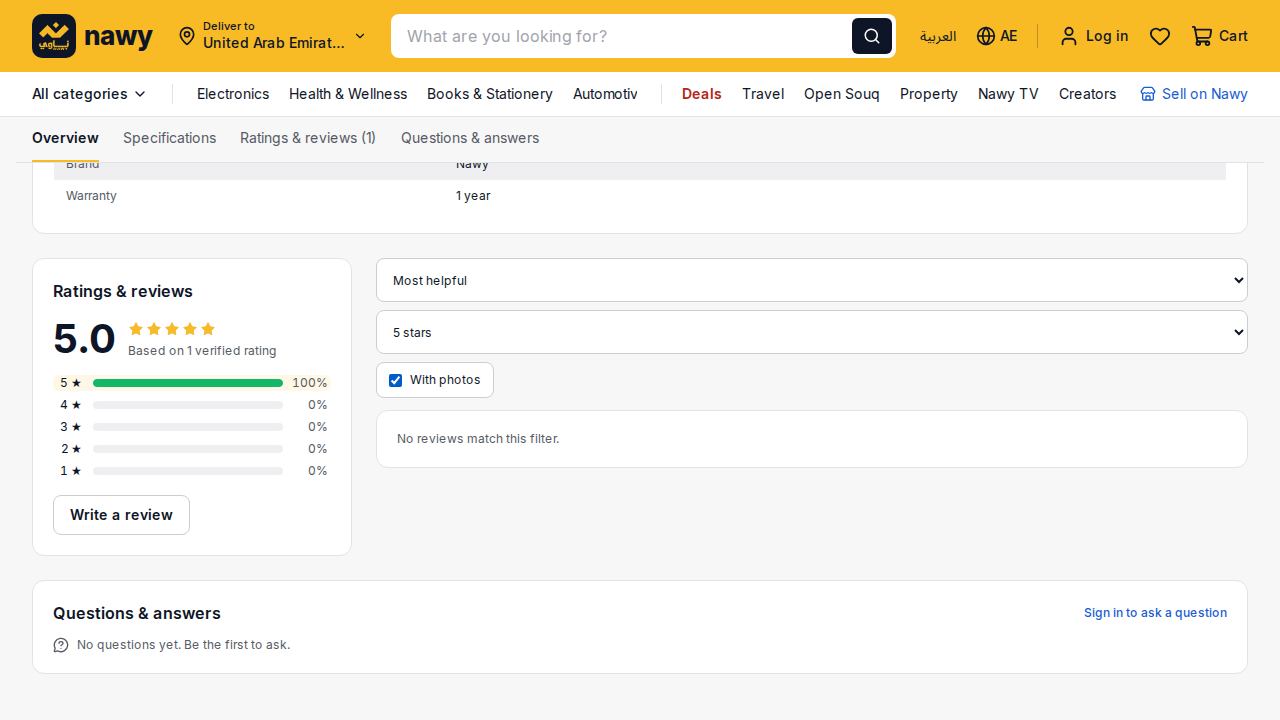 نـــاوي
NAWY
nawy
Deliver to
United Arab Emirat...
What are you looking for?
العربية
AE
Log in
Cart
All categories
Electronics
Health & Wellness
Books & Stationery
Automotiv
Deals
Travel
Open Souq
Property
Nawy TV
Creators
Sell on Nawy
Overview
Specifications
Ratings & reviews (1)
Questions & answers
Brand Nawy
Warranty 1 year
Ratings & reviews
5.0
Based on 1 verified rating
5 ★ 100%
4 ★ 0%
3 ★ 0%
2 ★ 0%
1 ★ 0%
Write a review
Most helpful
5 stars
With photos
No reviews match this filter.
Questions & answers
Sign in to ask a question
No questions yet. Be the first to ask.